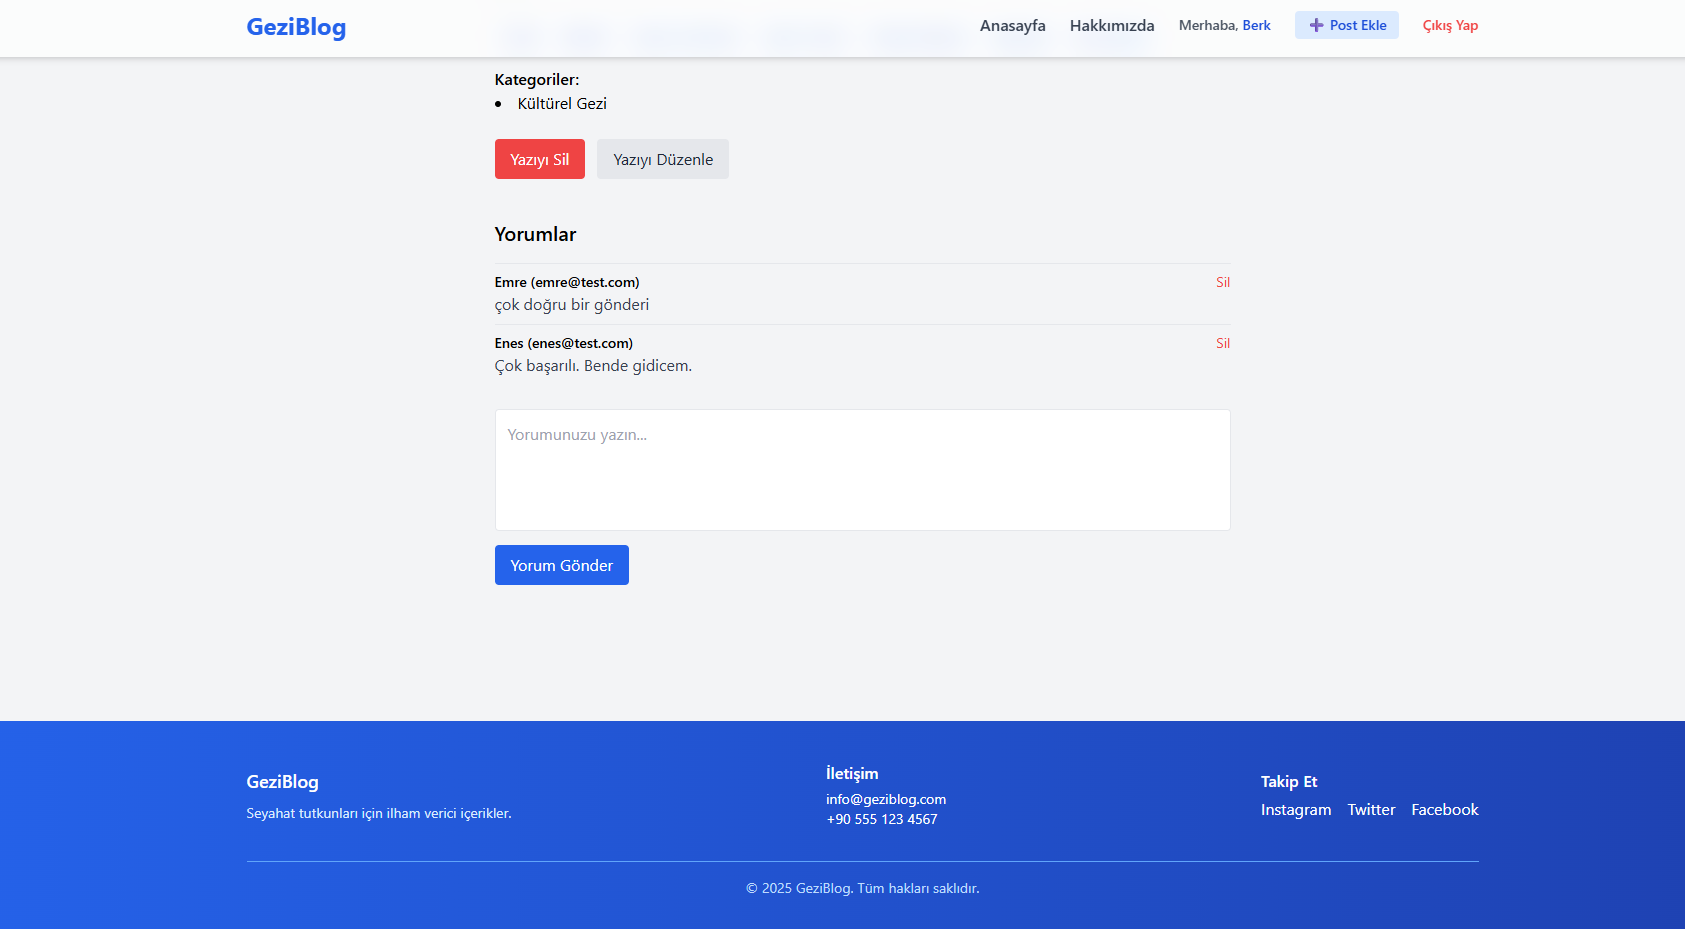 GeziBlog
Anasayfa
Hakkımızda
Merhaba, Berk
Post Ekle
Çıkış Yap
Kategoriler:
Kültürel Gezi
Yazıyı Sil
Yazıyı Düzenle
Yorumlar
Emre (emre@test.com)
Sil
çok doğru bir gönderi
Enes (enes@test.com)
Sil
Çok başarılı. Bende gidicem.
Yorumunuzu yazın...
Yorum Gönder
GeziBlog
Seyahat tutkunları için ilham verici içerikler.
İletişim
info@geziblog.com
+90 555 123 4567
Takip Et
Instagram Twitter Facebook
© 2025 GeziBlog. Tüm hakları saklıdır.